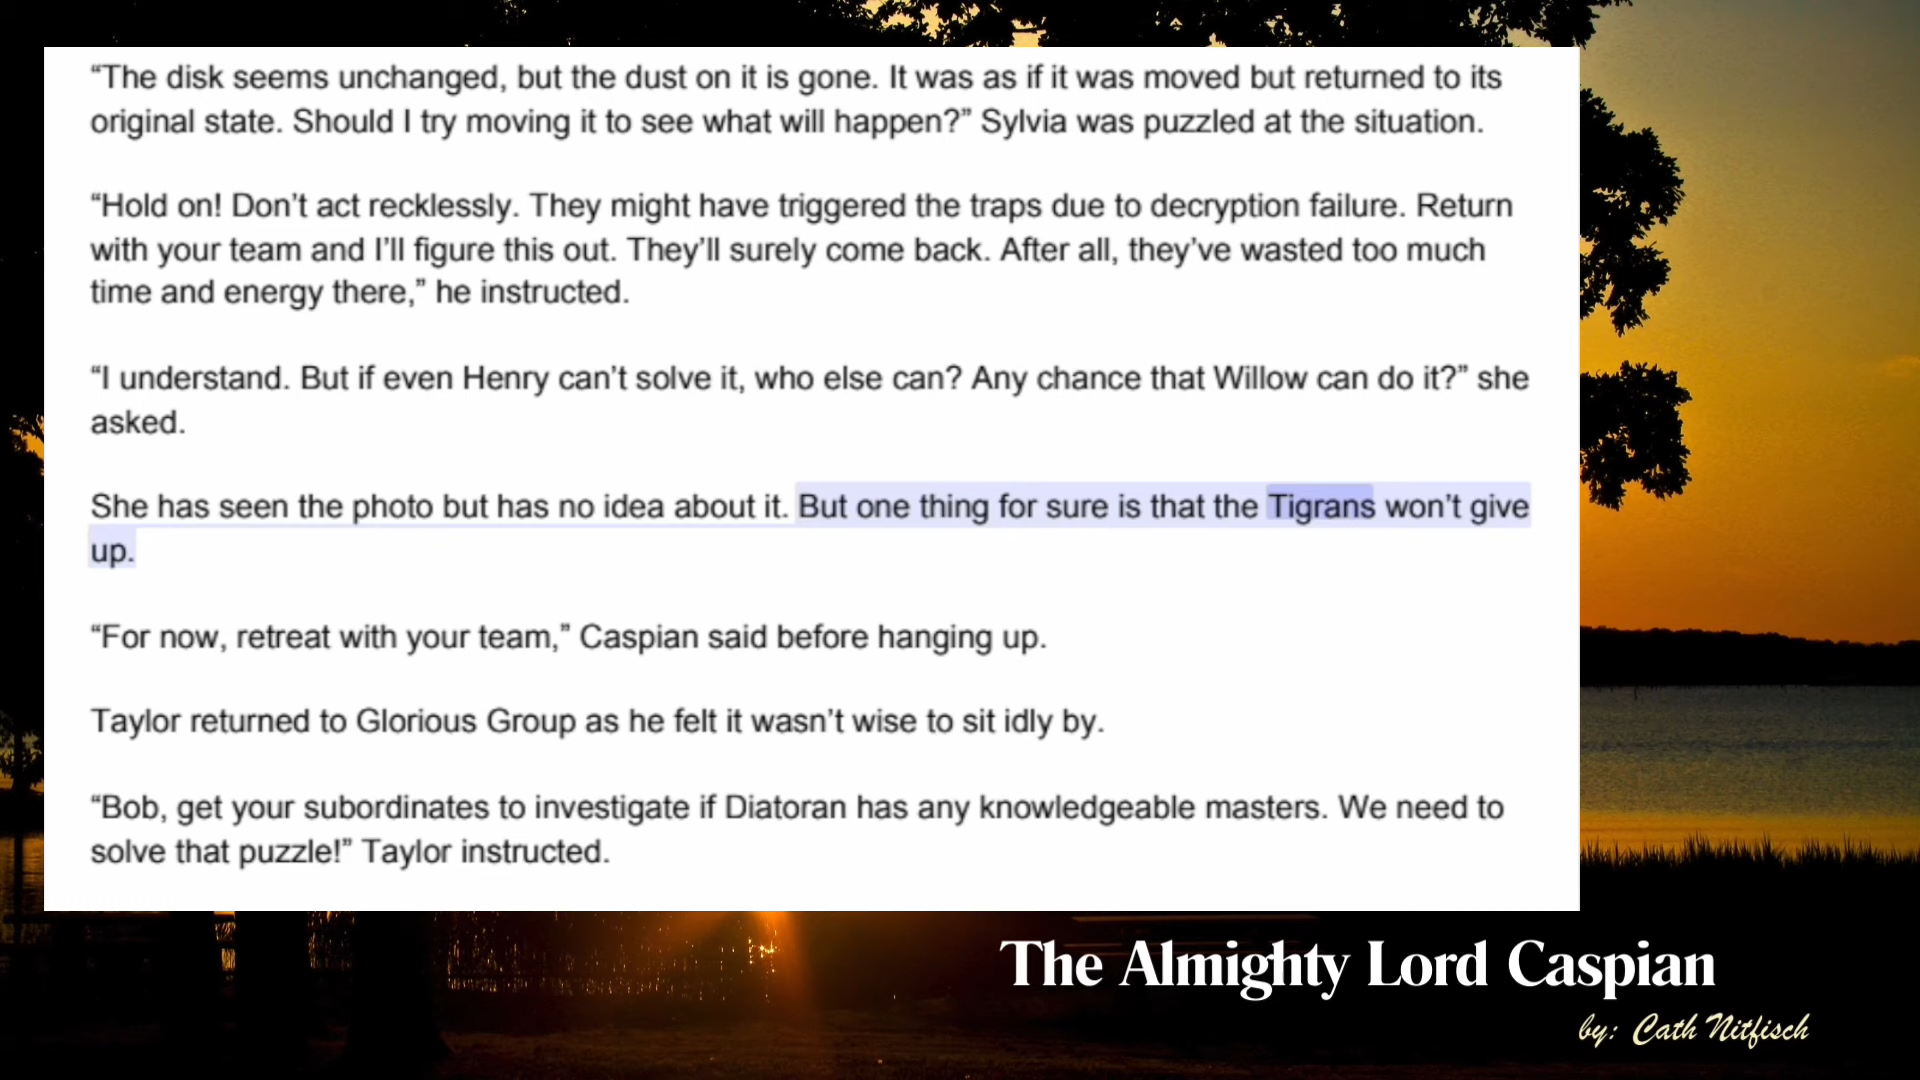 “The disk seems unchanged, but the dust on it is gone. It was as if it was moved but returned to its
original state. Should I try moving it to see what will happen?” Sylvia was puzzled at the situation.
“Hold on! Don’t act recklessly. They might have triggered the traps due to decryption failure. Return
with your team and I’ll figure this out. They’ll surely come back. After all, they’ve wasted too much
time and energy there,” he instructed.
“I understand. But if even Henry can’t solve it, who else can? Any chance that Willow can do it?” she
asked.
She has seen the photo but has no idea about it. But one thing for sure is that the Tigrans won’t give
up.
“For now, retreat with your team,” Caspian said before hanging up.
Taylor returned to Glorious Group as he felt it wasn’t wise to sit idly by.
“Bob, get your subordinates to investigate if Diatoran has any knowledgeable masters. We need to
solve that puzzle!” Taylor instructed.
The Almighty Lord Caspian
by: Cath Nitfisch